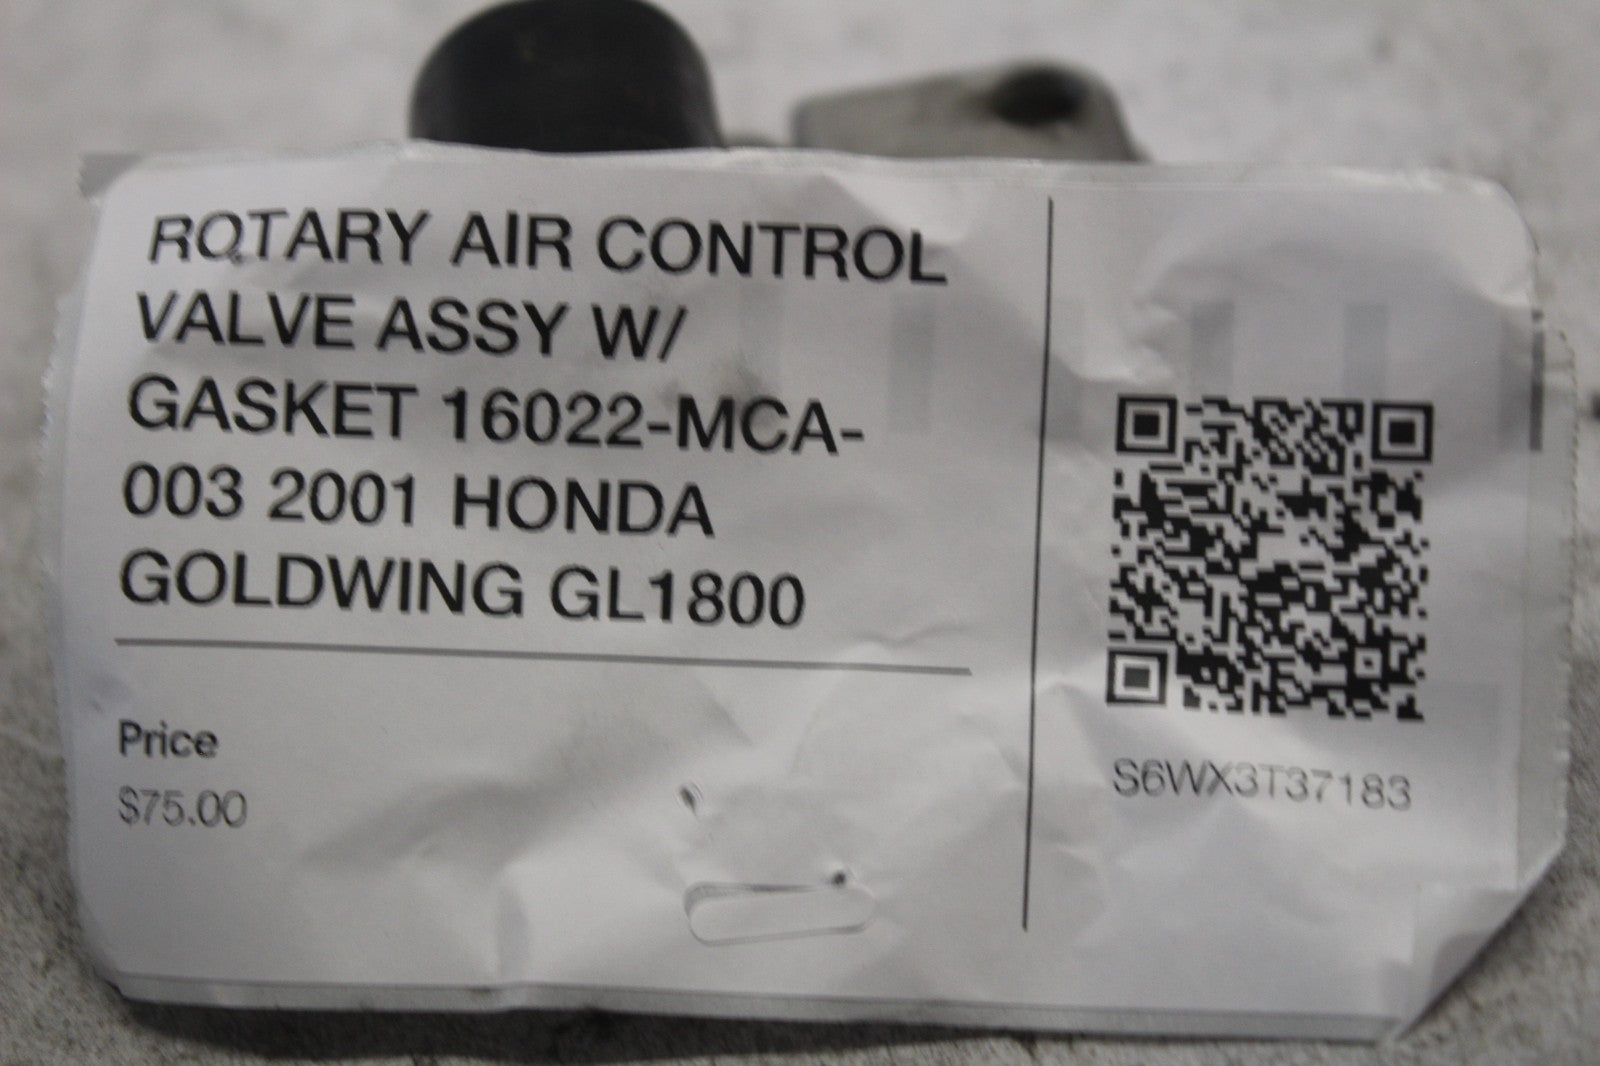 ROTARY AIR CONTROL
VALVE ASSY W/
GASKET 16022-MCA-
003 2001 HONDA
GOLDWING GL1800
Price
$75.00
S6WX3T37183